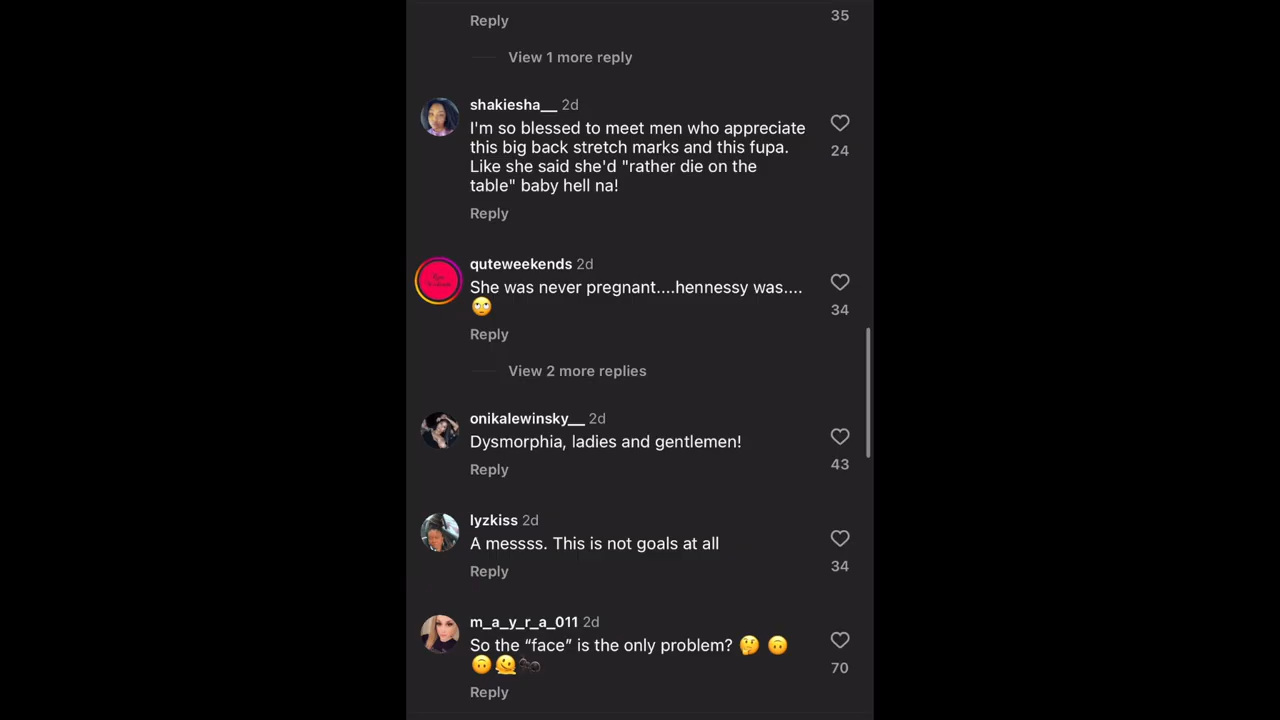 Reply
35
View 1 more reply
shakiesha__ 2d
I'm so blessed to meet men who appreciate
this big back stretch marks and this fupa.
Like she said she'd "rather die on the
table" baby hell na!
24
Reply
quteweekends 2d
She was never pregnant....hennessy was....
🙄
34
Reply
View 2 more replies
onikalewinsky__ 2d
Dysmorphia, ladies and gentlemen!
43
Reply
lyzkiss 2d
A messss. This is not goals at all
34
Reply
m_a_y_r_a_011 2d
So the “face” is the only problem? 🤔 🙃
🙃🫠
70
Reply